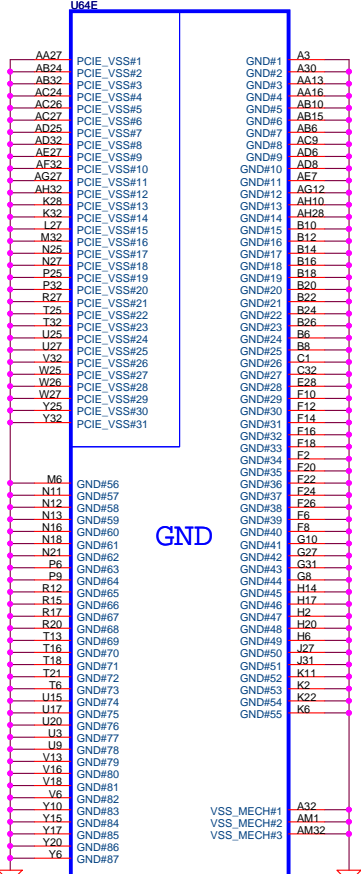 U64E
AA27 PCIE_VSS#1 GND#1 A3
AB24 PCIE_VSS#2 GND#2 A30
AB32 PCIE_VSS#3 GND#3 AA13
AC24 PCIE_VSS#4 GND#4 AA16
AC26 PCIE_VSS#5 GND#5 AB10
AC27 PCIE_VSS#6 GND#6 AB15
AD25 PCIE_VSS#7 GND#7 AB6
AD32 PCIE_VSS#8 GND#8 AC9
AE27 PCIE_VSS#9 GND#9 AD6
AF32 PCIE_VSS#10 GND#10 AD8
AG27 PCIE_VSS#11 GND#11 AE7
AH32 PCIE_VSS#12 GND#12 AG12
K28 PCIE_VSS#13 GND#13 AH10
K32 PCIE_VSS#14 GND#14 AH28
L27 PCIE_VSS#15 GND#15 B10
M32 PCIE_VSS#16 GND#16 B12
N25 PCIE_VSS#17 GND#17 B14
N27 PCIE_VSS#18 GND#18 B16
P25 PCIE_VSS#19 GND#19 B18
P32 PCIE_VSS#20 GND#20 B20
R27 PCIE_VSS#21 GND#21 B22
T25 PCIE_VSS#22 GND#22 B24
T32 PCIE_VSS#23 GND#23 B26
U25 PCIE_VSS#24 GND#24 B6
U27 PCIE_VSS#25 GND#25 B8
V32 PCIE_VSS#26 GND#26 C1
W25 PCIE_VSS#27 GND#27 C32
W26 PCIE_VSS#28 GND#28 E28
W27 PCIE_VSS#29 GND#29 F10
Y25 PCIE_VSS#30 GND#30 F12
Y32 PCIE_VSS#31 GND#31 F14
GND#32 F16
GND#33 F18
GND#34 F2
GND#35 F20
M6 GND#56 GND#36 F22
N11 GND#57 GND#37 F24
N12 GND#58 GND#38 F26
N13 GND#59 GND#39 F6
N16 GND#60 GND#40 F8
GND
N18 GND#61 GND#41 G10
N21 GND#62 GND#42 G27
P6 GND#63 GND#43 G31
P9 GND#64 GND#44 G8
R12 GND#65 GND#45 H14
R15 GND#66 GND#46 H17
R17 GND#67 GND#47 H2
R20 GND#68 GND#48 H20
T13 GND#69 GND#49 H6
T16 GND#70 GND#50 J27
T18 GND#71 GND#51 J31
T21 GND#72 GND#52 K11
T6 GND#73 GND#53 K2
U15 GND#74 GND#54 K22
U17 GND#75 GND#55 K6
U20 GND#76
U3 GND#77
U9 GND#78
V13 GND#79
V16 GND#80
V18 GND#81
V6 GND#82
Y10 GND#83 VSS_MECH#1 A32
Y15 GND#84 VSS_MECH#2 AM1
Y17 GND#85 VSS_MECH#3 AM32
Y20 GND#86
Y6 GND#87